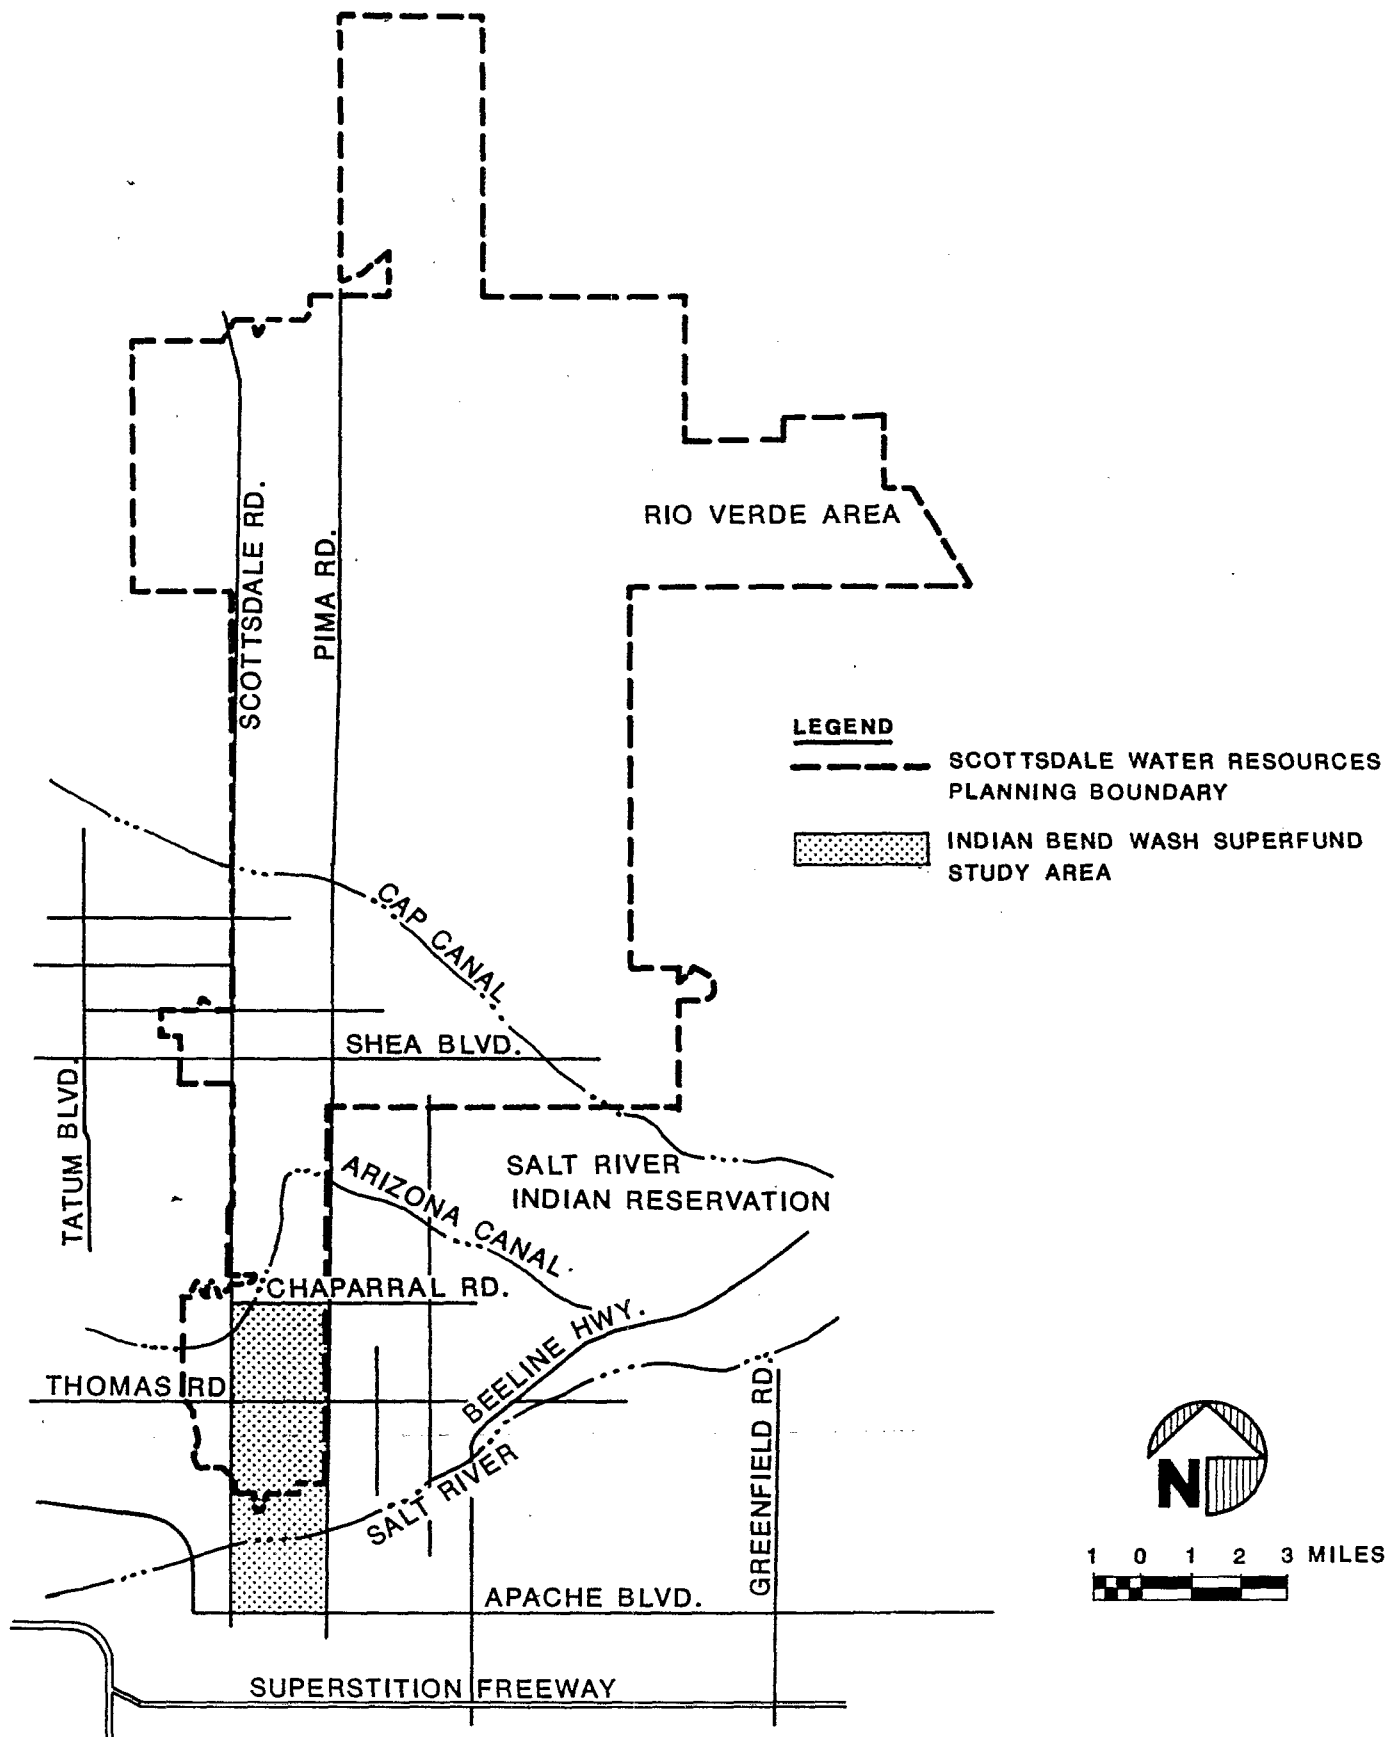 RIO VERDE AREA
SCOTTSDALE RD.
PIMA RD.
LEGEND
SCOTTSDALE WATER RESOURCES
PLANNING BOUNDARY
INDIAN BEND WASH SUPERFUND
STUDY AREA
CAP CANAL
SHEA BLVD.
TATUM BLVD.
SALT RIVER
INDIAN RESERVATION
ARIZONA CANAL
CHAPARRAL RD.
BEELINE HWY.
THOMAS RD
GREENFIELD RD.
SALT RIVER
N
1 0 1 2 3 MILES
APACHE BLVD.
SUPERSTITION FREEWAY